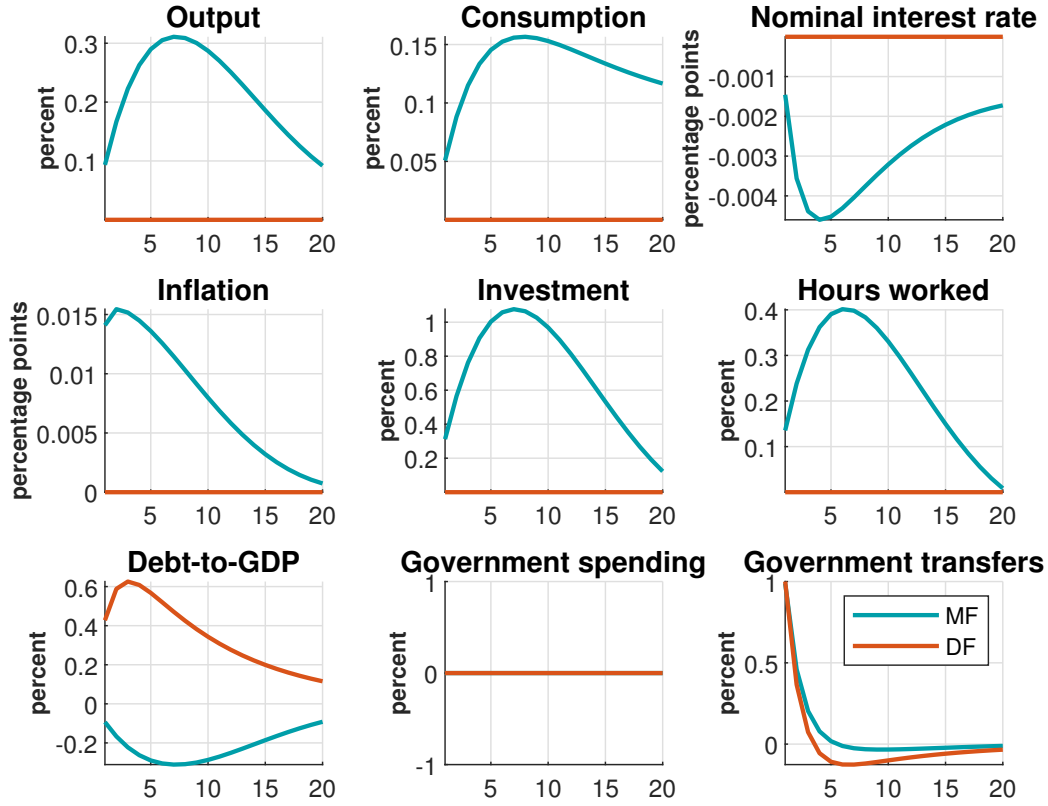 Output
percent
0.3
0.2
0.1
5 10 15 20
Consumption
percent
0.15
0.1
0.05
5 10 15 20
Nominal interest rate
percentage points
-0.001
-0.002
-0.003
-0.004
5 10 15 20
Inflation
percentage points
0.015
0.01
0.005
0
5 10 15 20
Investment
percent
1
0.8
0.6
0.4
0.2
5 10 15 20
Hours worked
percent
0.4
0.3
0.2
0.1
5 10 15 20
Debt-to-GDP
percent
0.6
0.4
0.2
0
-0.2
5 10 15 20
Government spending
percent
1
0
-1
5 10 15 20
Government transfers
percent
1
0.5
0
5 10 15 20
MF
DF